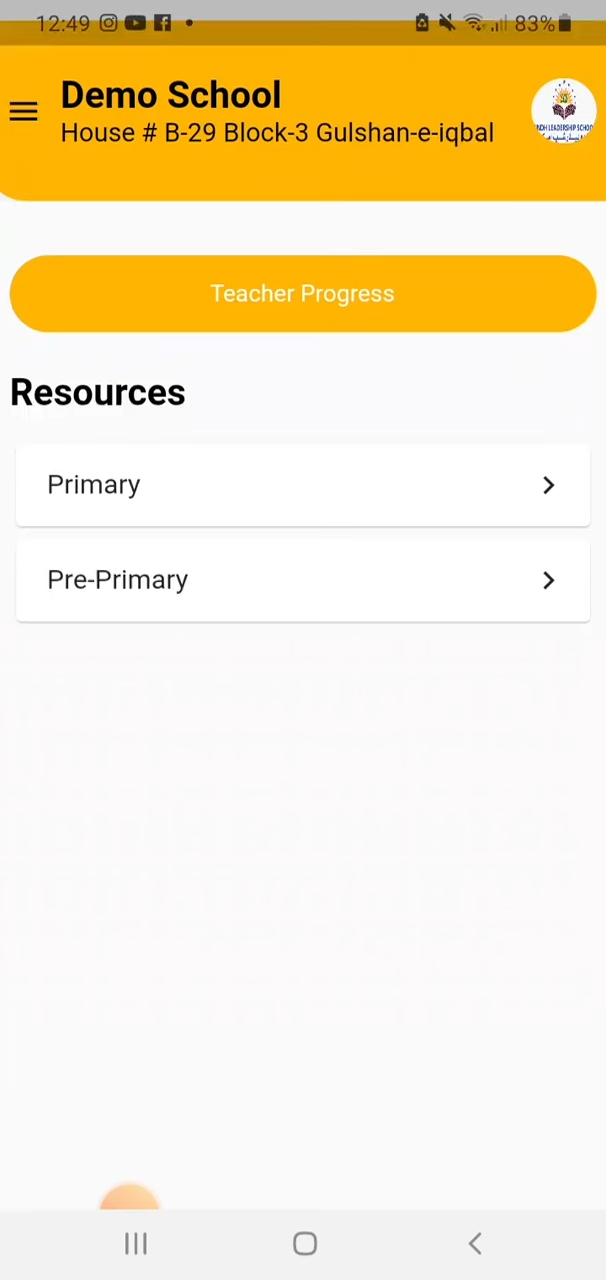 12:49 83%
Demo School
House # B-29 Block-3 Gulshan-e-iqbal
Teacher Progress
Resources
Primary
Pre-Primary